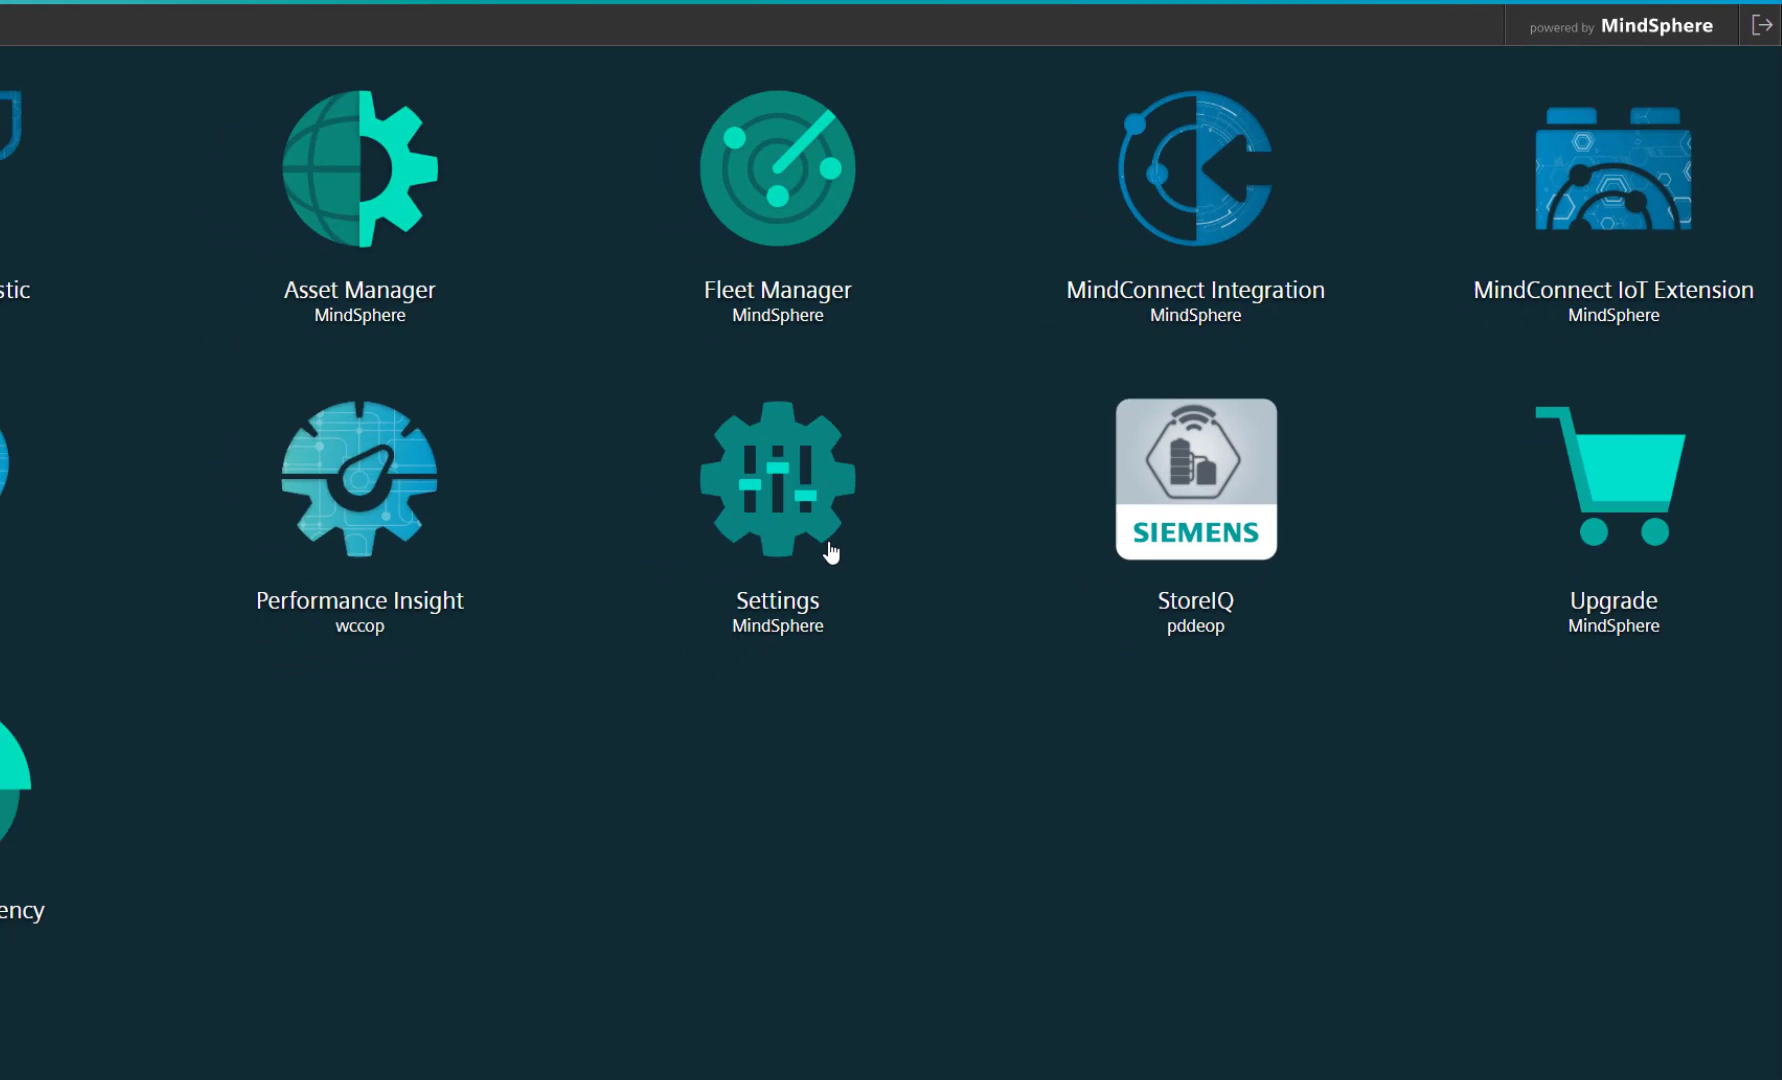 powered by MindSphere
stic
Asset Manager
MindSphere
Fleet Manager
MindSphere
MindConnect Integration
MindSphere
MindConnect IoT Extension
MindSphere
Performance Insight
wccop
Settings
MindSphere
SIEMENS
StoreIQ
pddeop
Upgrade
MindSphere
ency